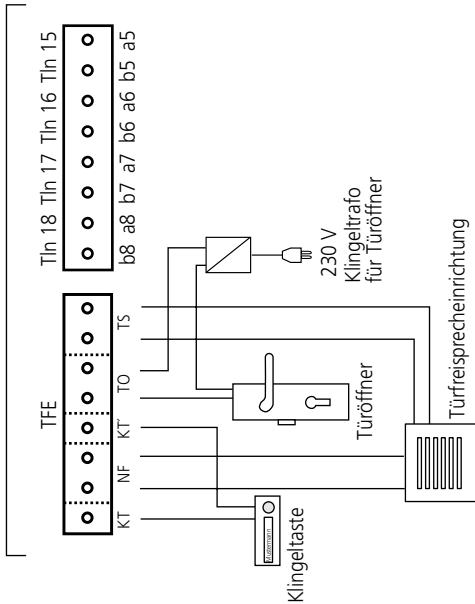 TFE
KT NF KT' TO TS
Tln 18 Tln 17 Tln 16 Tln 15
b8 a8 b7 a7 b6 a6 b5 a5
Mustermann
Klingeltaste
Türöffner
230 V
Klingeltrafo
für Türöffner
Türfreisprecheinrichtung